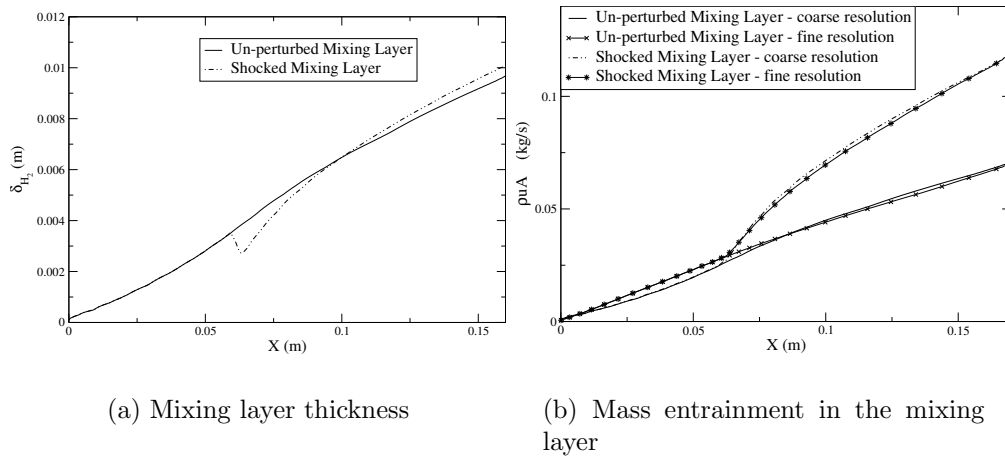 0.012
0.01
0.008
0.006
0.004
0.002
0
δH₂ (m)
0
0.05
0.1
0.15
X (m)
Un-perturbed Mixing Layer
Shocked Mixing Layer
(a) Mixing layer thickness
Un-perturbed Mixing Layer - coarse resolution
Un-perturbed Mixing Layer - fine resolution
Shocked Mixing Layer - coarse resolution
Shocked Mixing Layer - fine resolution
0.1
0.05
0
ρuA (kg/s)
0
0.05
0.1
0.15
X (m)
(b) Mass entrainment in the mixing
layer